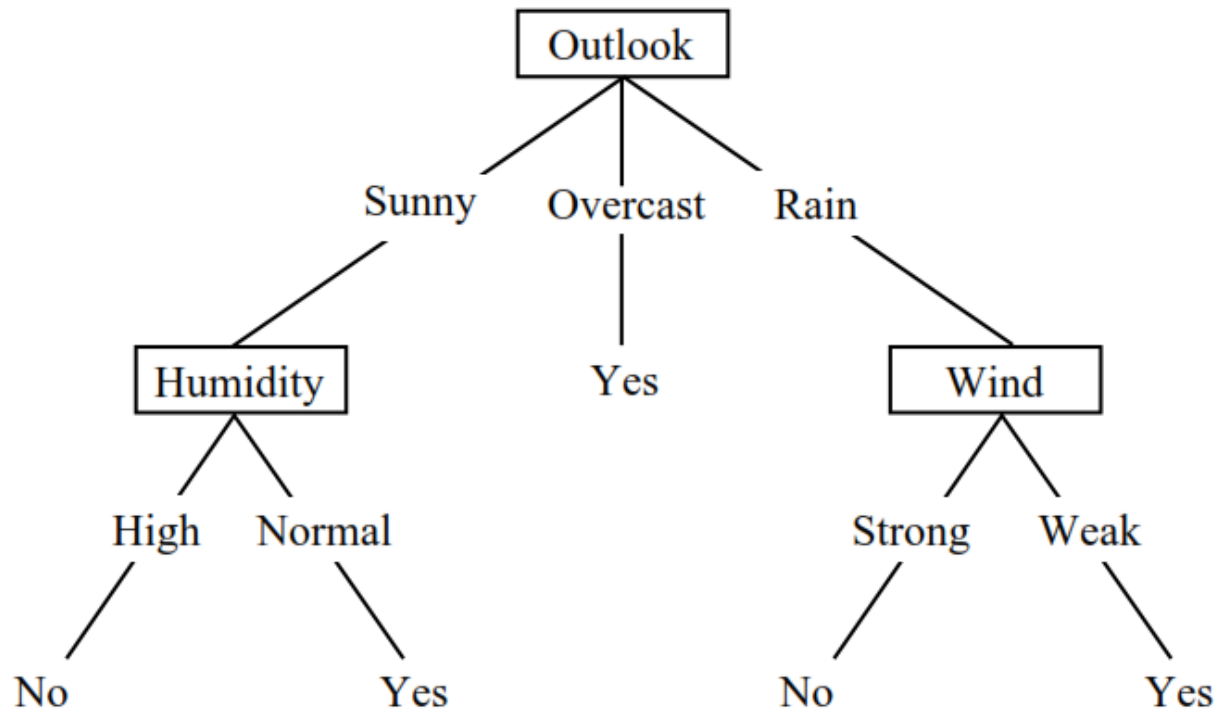 Outlook
Sunny Overcast Rain
Humidity Yes Wind
High Normal Strong Weak
No Yes No Yes